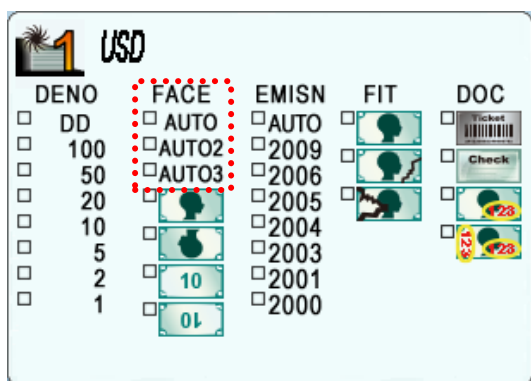 1 USD
DENO FACE EMISN FIT DOC
DD AUTO AUTO Ticket
100 AUTO2 2009 Check
50 AUTO3 2006 123
20 2005 123 123
10 2004
5 10 2003
2 10 2001
1 2000